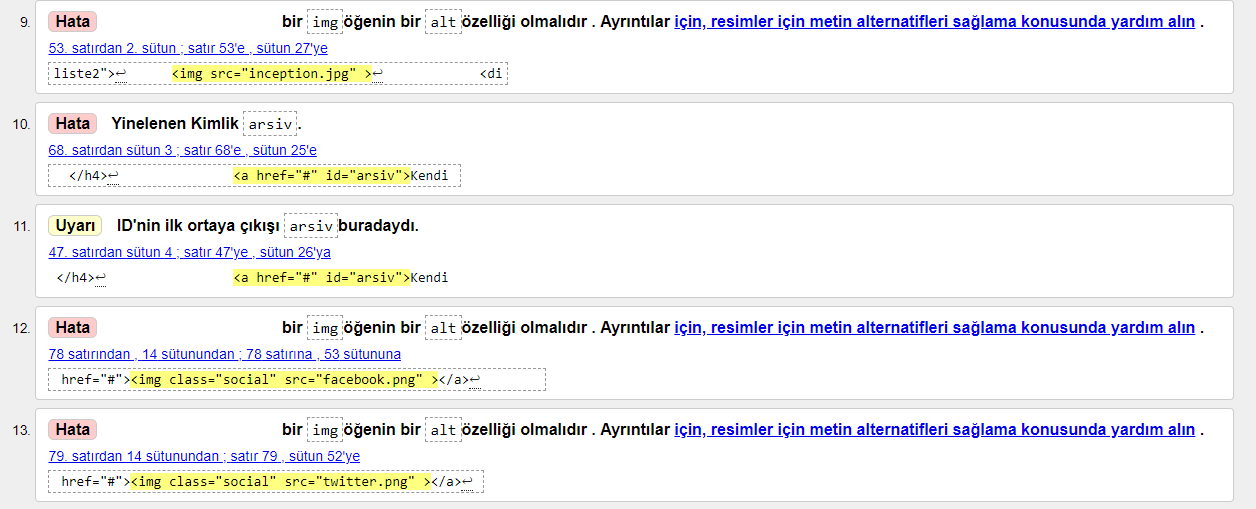 9. Hata bir img öğenin bir alt özelliği olmalıdır . Ayrıntılar için, resimler için metin alternatifleri sağlama konusunda yardım alın .
53. satırdan 2. sütun ; satır 53'e , sütun 27'ye
liste2">↩ <img src="inception.jpg" >↩ <di
10. Hata Yinelenen Kimlik arsiv.
68. satırdan sütun 3 ; satır 68'e , sütun 25'e
</h4>↩ <a href="#" id="arsiv">Kendi
11. Uyarı ID'nin ilk ortaya çıkışı arsiv buradaydı.
47. satırdan sütun 4 ; satır 47'ye , sütun 26'ya
</h4>↩ <a href="#" id="arsiv">Kendi
12. Hata bir img öğenin bir alt özelliği olmalıdır . Ayrıntılar için, resimler için metin alternatifleri sağlama konusunda yardım alın .
78 satırından , 14 sütunundan ; 78 satırına , 53 sütununa
href="#"><img class="social" src="facebook.png" ></a>↩
13. Hata bir img öğenin bir alt özelliği olmalıdır . Ayrıntılar için, resimler için metin alternatifleri sağlama konusunda yardım alın .
79. satırdan 14 sütunundan ; satır 79 , sütun 52'ye
href="#"><img class="social" src="twitter.png" ></a>↩